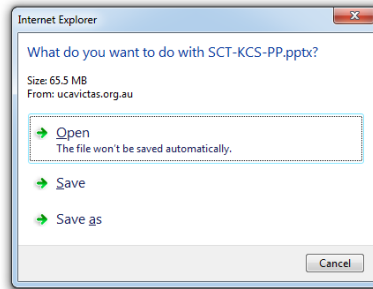 Internet Explorer
What do you want to do with SCT-KCS-PP.pptx?
Size: 65.5 MB
From: ucavictas.org.au
Open
The file won't be saved automatically.
Save
Save as
Cancel